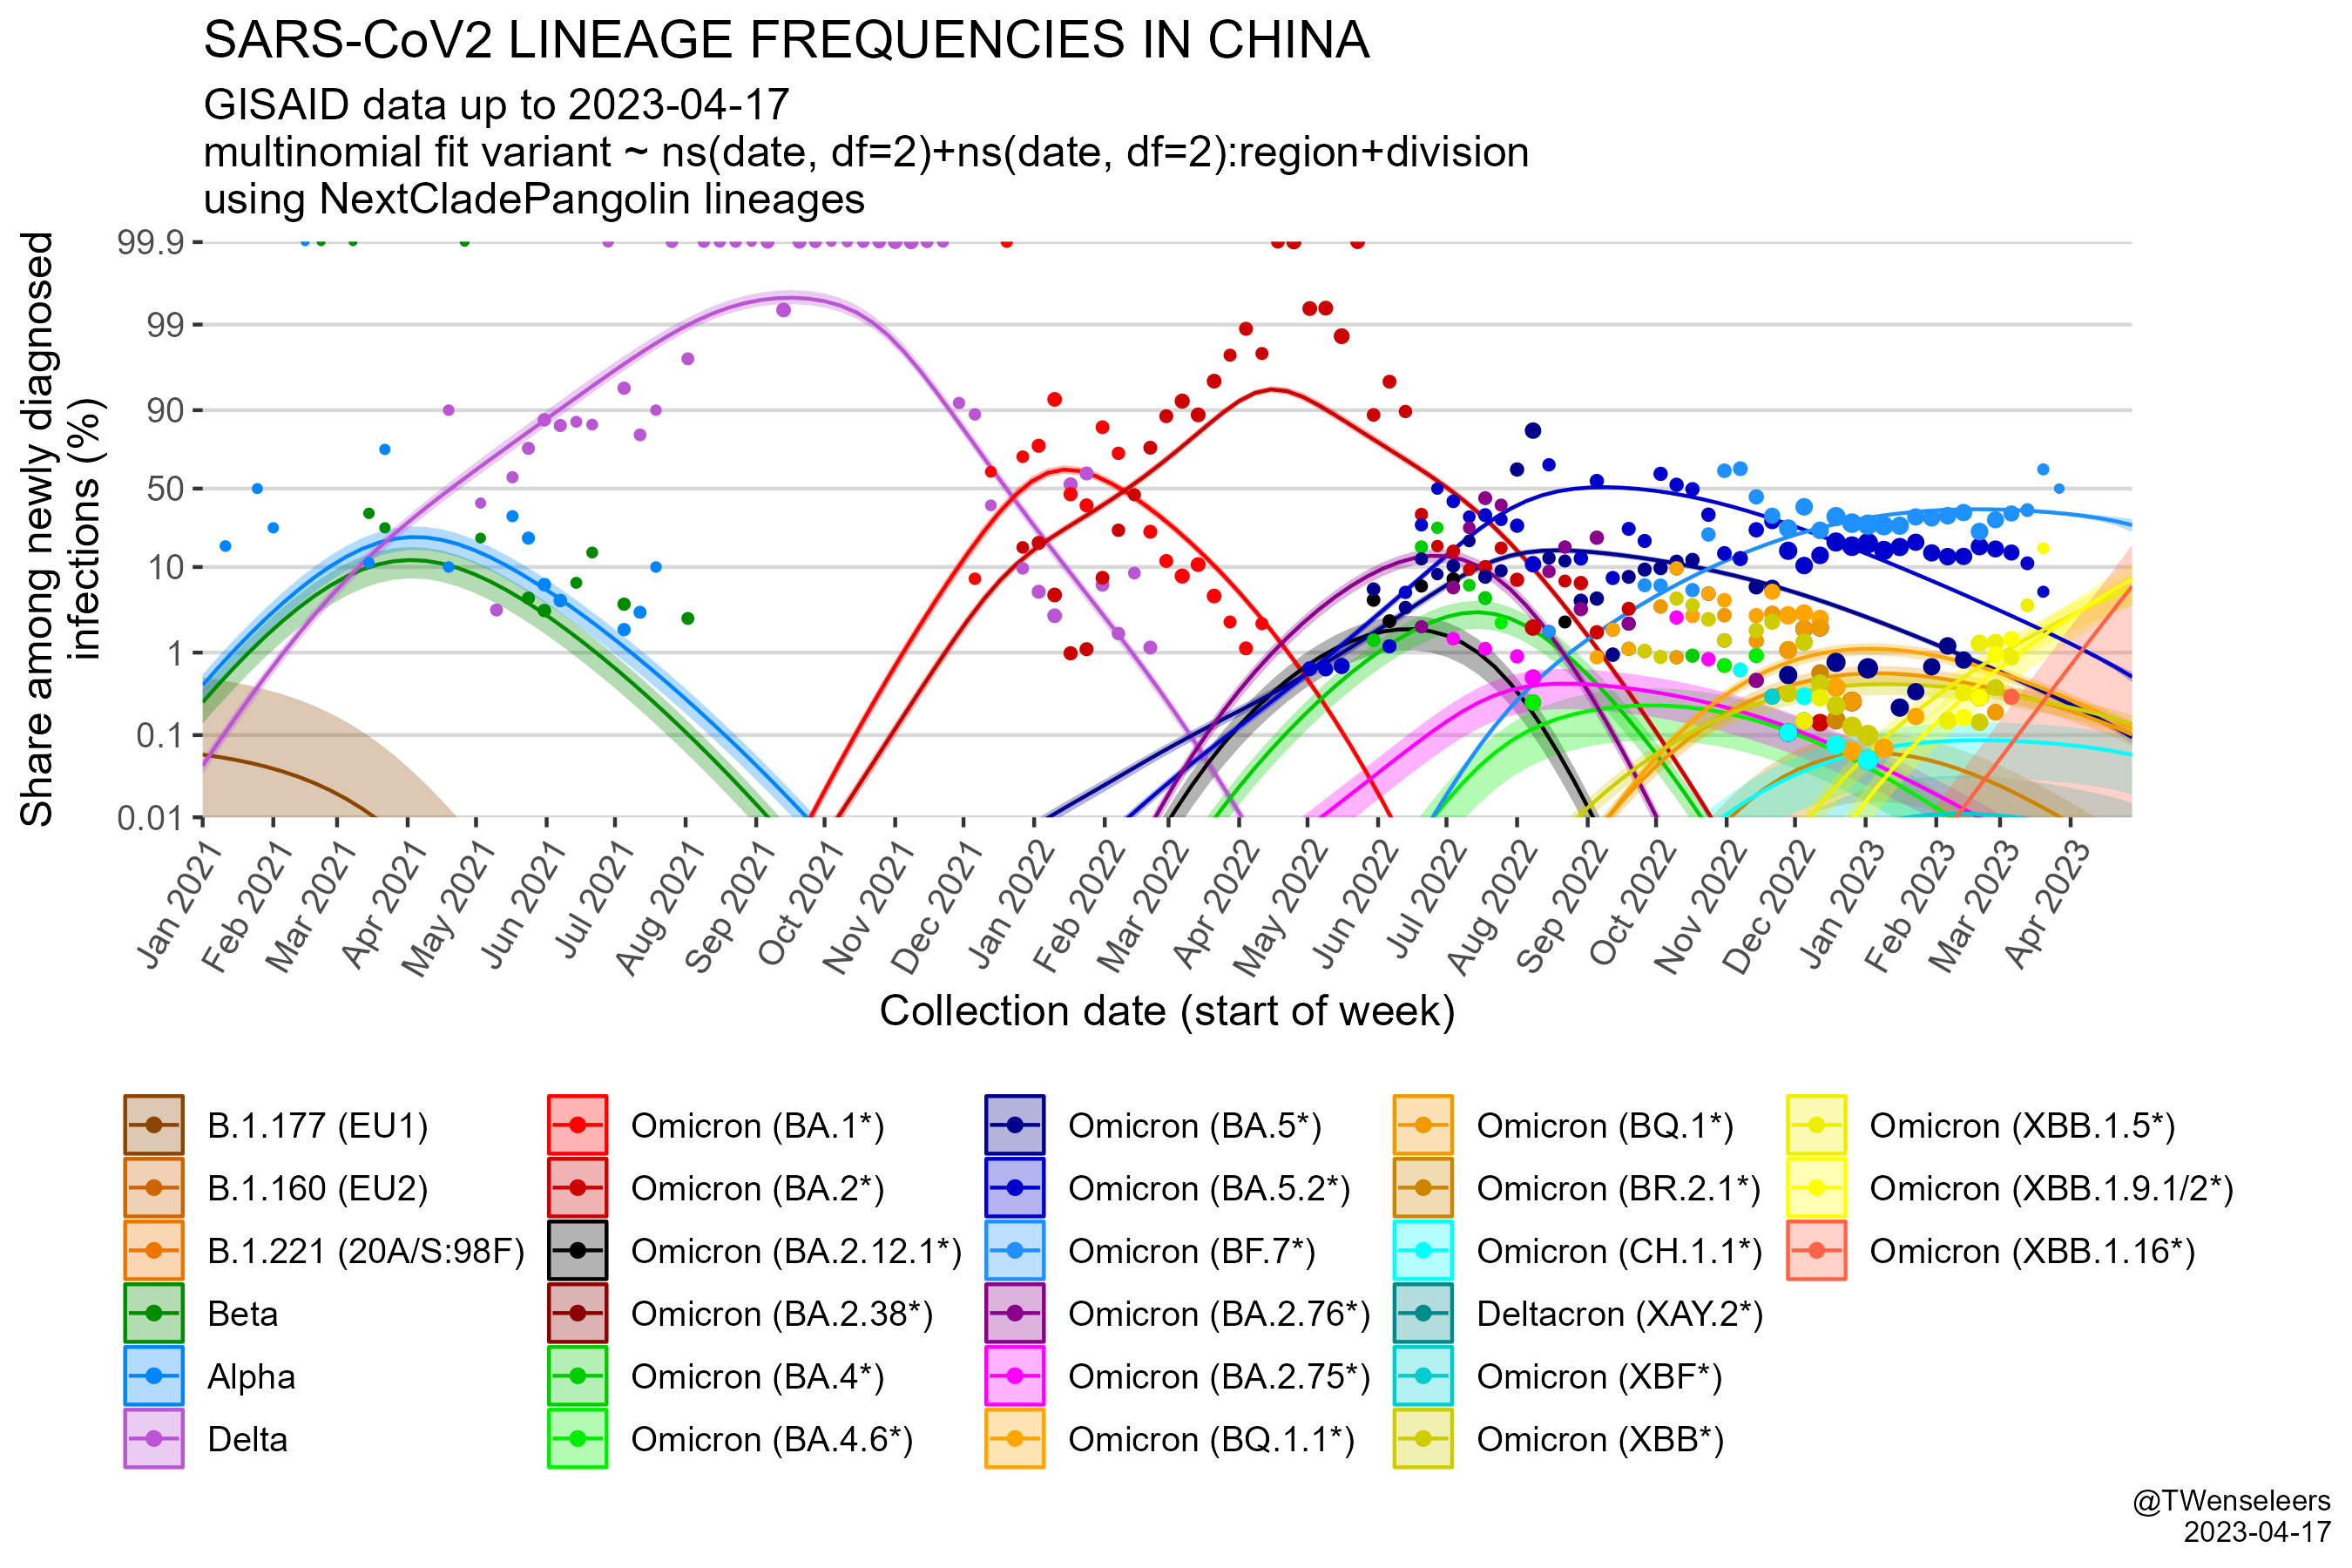 SARS-CoV2 LINEAGE FREQUENCIES IN CHINA
GISAID data up to 2023-04-17
multinomial fit variant ~ ns(date, df=2)+ns(date, df=2):region+division
using NextCladePangolin lineages
Share among newly diagnosed
infections (%)
99.9
99
90
50
10
1
0.1
0.01
Jan 2021
Feb 2021
Mar 2021
Apr 2021
May 2021
Jun 2021
Jul 2021
Aug 2021
Sep 2021
Oct 2021
Nov 2021
Dec 2021
Jan 2022
Feb 2022
Mar 2022
Apr 2022
May 2022
Jun 2022
Jul 2022
Aug 2022
Sep 2022
Oct 2022
Nov 2022
Dec 2022
Jan 2023
Feb 2023
Mar 2023
Apr 2023
Collection date (start of week)
B.1.177 (EU1)
B.1.160 (EU2)
B.1.221 (20A/S:98F)
Beta
Alpha
Delta
Omicron (BA.1*)
Omicron (BA.2*)
Omicron (BA.2.12.1*)
Omicron (BA.2.38*)
Omicron (BA.4*)
Omicron (BA.4.6*)
Omicron (BA.5*)
Omicron (BA.5.2*)
Omicron (BF.7*)
Omicron (BA.2.76*)
Omicron (BA.2.75*)
Omicron (BQ.1.1*)
Omicron (BQ.1*)
Omicron (BR.2.1*)
Omicron (CH.1.1*)
Deltacron (XAY.2*)
Omicron (XBF*)
Omicron (XBB*)
Omicron (XBB.1.5*)
Omicron (XBB.1.9.1/2*)
Omicron (XBB.1.16*)
@TWenseleers
2023-04-17